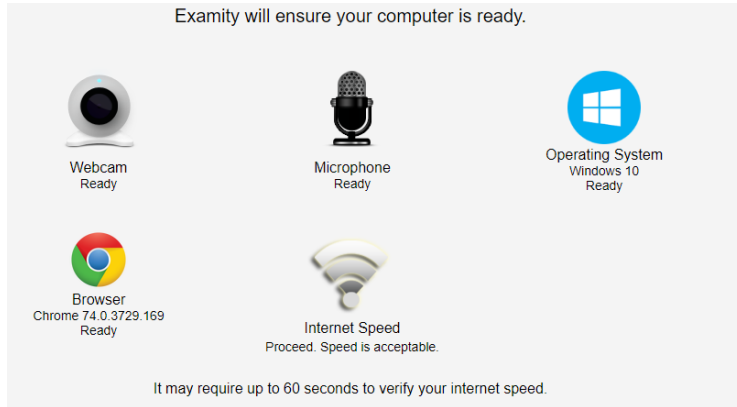 Examity will ensure your computer is ready.
Webcam
Ready
Microphone
Ready
Operating System
Windows 10
Ready
Browser
Chrome 74.0.3729.169
Ready
Internet Speed
Proceed. Speed is acceptable.
It may require up to 60 seconds to verify your internet speed.